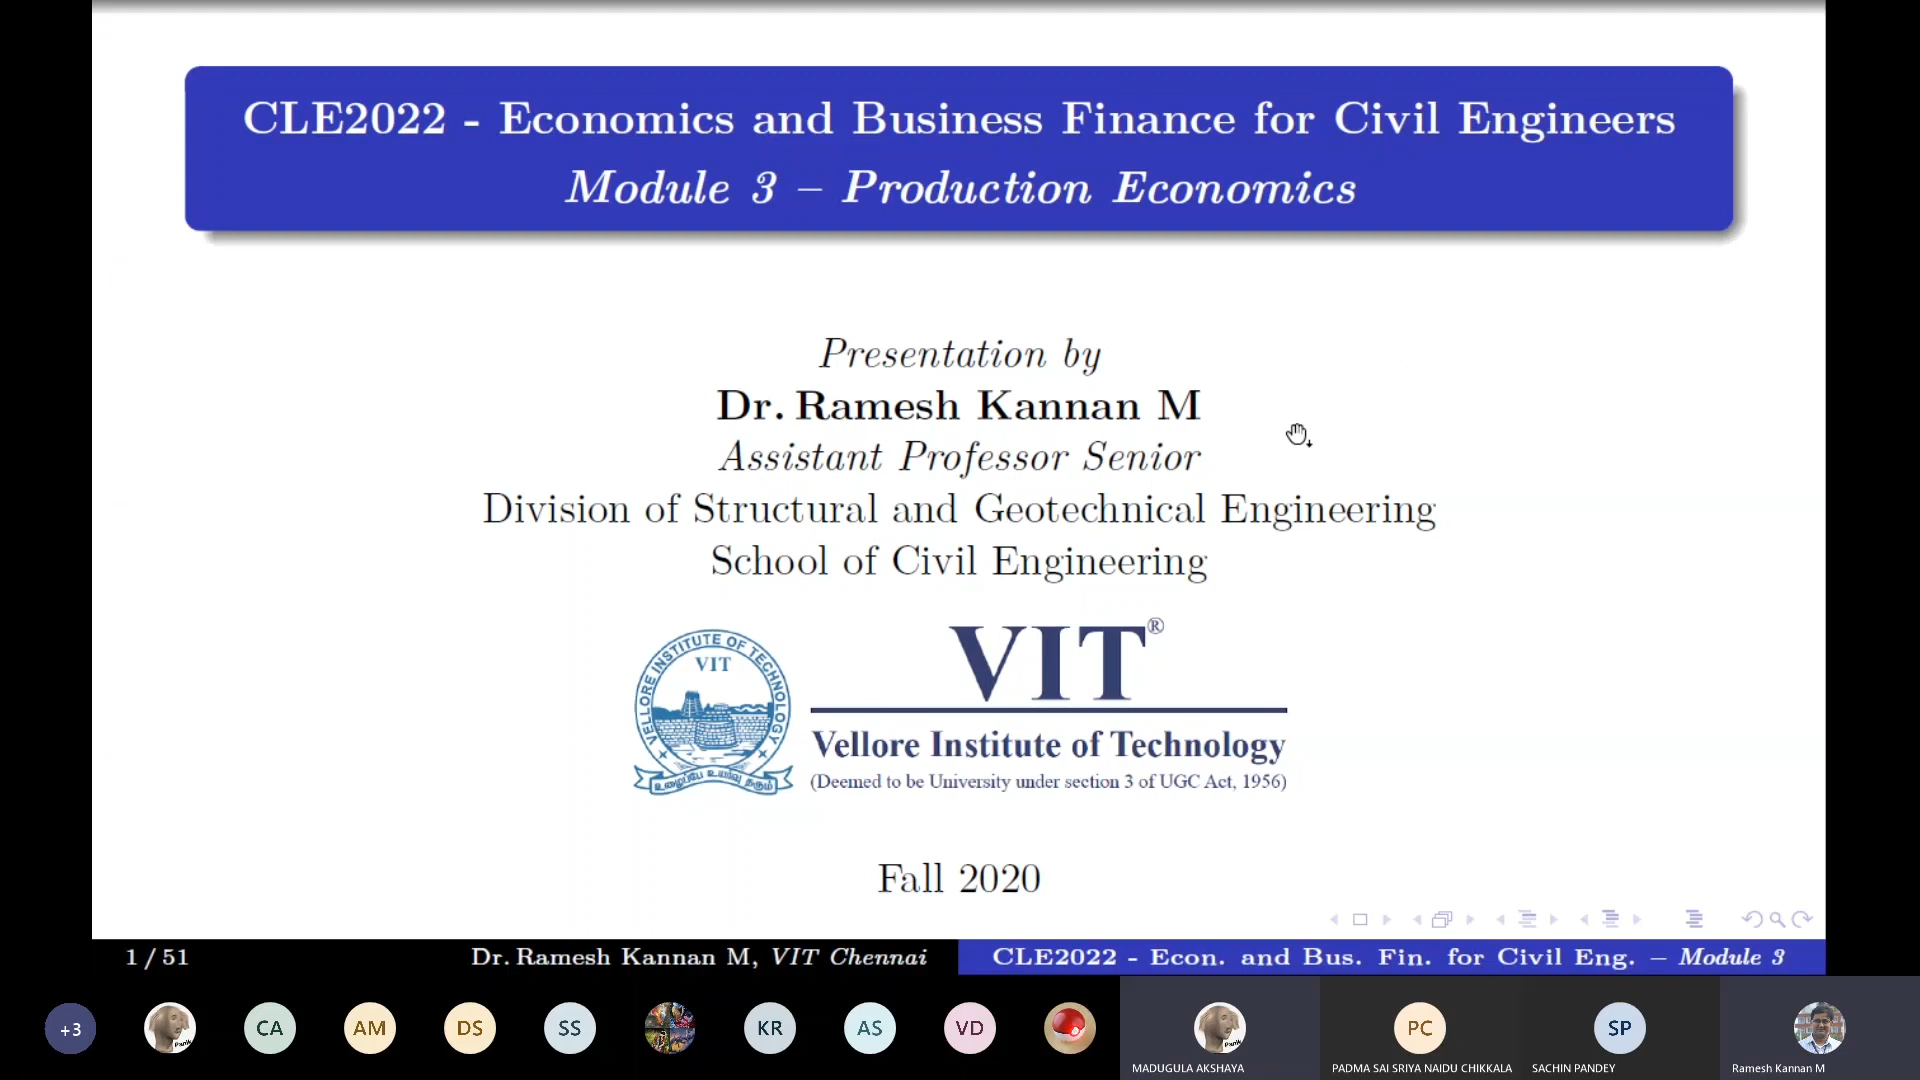 CLE2022 - Economics and Business Finance for Civil Engineers
Module 3 – Production Economics
Presentation by
Dr. Ramesh Kannan M
Assistant Professor Senior
Division of Structural and Geotechnical Engineering
School of Civil Engineering
VELLORE INSTITUTE OF TECHNOLOGY
VIT
VIT®
Vellore Institute of Technology
(Deemed to be University under section 3 of UGC Act, 1956)
Fall 2020
1 / 51
Dr. Ramesh Kannan M, VIT Chennai
CLE2022 - Econ. and Bus. Fin. for Civil Eng. – Module 3
+3
Panik
CA
AM
DS
SS
KR
AS
VD
Panik
PC
SP
MADUGULA AKSHAYA
PADMA SAI SRIYA NAIDU CHIKKALA
SACHIN PANDEY
Ramesh Kannan M